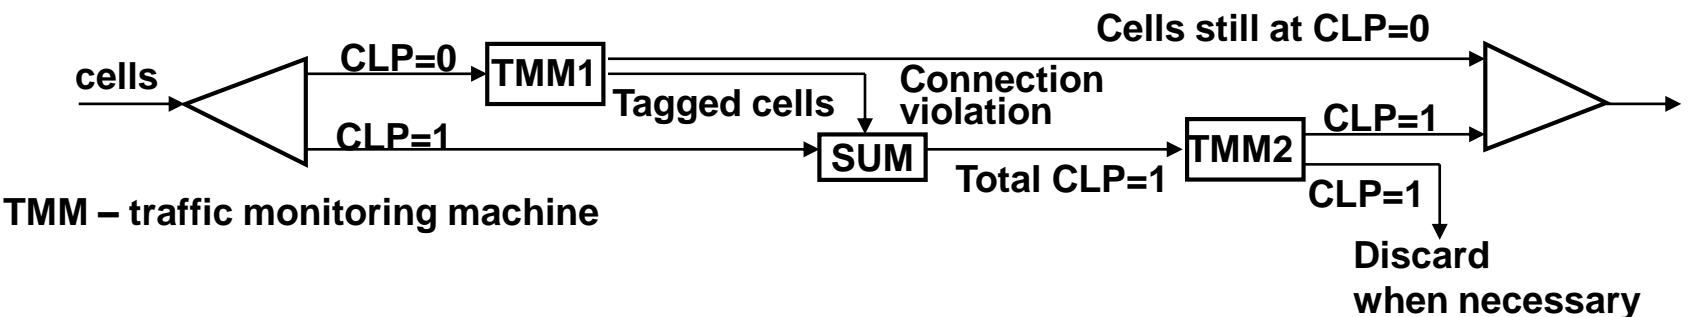 Cells still at CLP=0
cells
CLP=0
TMM1
Connection
violation
Tagged cells
CLP=1
SUM
Total CLP=1
TMM2
CLP=1
CLP=1
TMM – traffic monitoring machine
Discard
when necessary